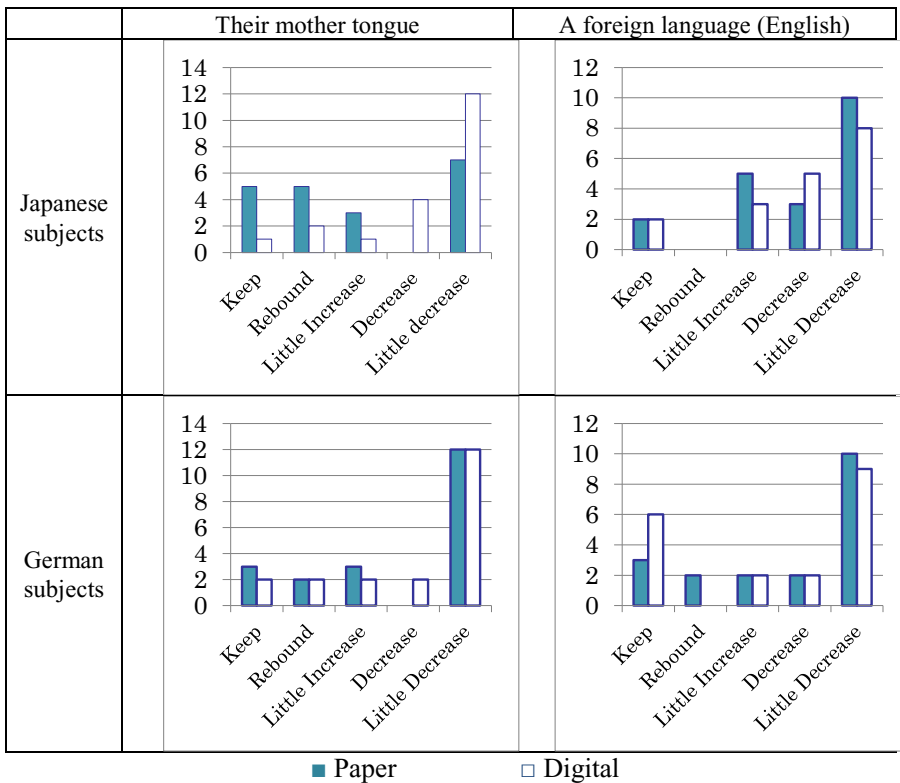 Their mother tongue
A foreign language (English)
Japanese
subjects
14
12
10
8
6
4
2
0
Keep
Rebound
Little Increase
Decrease
Little decrease
12
10
8
6
4
2
0
Keep
Rebound
Little Increase
Decrease
Little Decrease
German
subjects
14
12
10
8
6
4
2
0
Keep
Rebound
Little Increase
Decrease
Little Decrease
12
10
8
6
4
2
0
Keep
Rebound
Little Increase
Decrease
Little Decrease
Paper
Digital